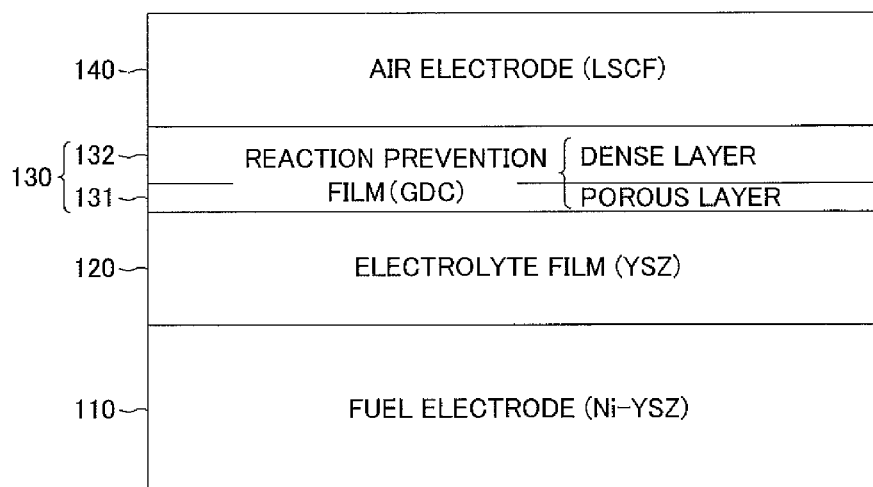 140
AIR ELECTRODE (LSCF)
130
132
REACTION PREVENTION
DENSE LAYER
131
FILM (GDC)
POROUS LAYER
120
ELECTROLYTE FILM (YSZ)
110
FUEL ELECTRODE (Ni-YSZ)